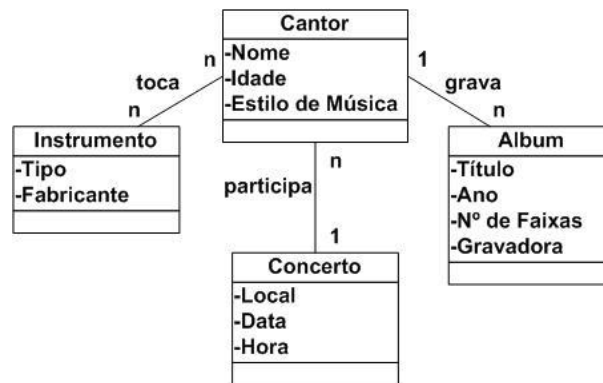 Cantor
-Nome
-Idade
-Estilo de Música
n
1
toca
grava
n
n
Instrumento
-Tipo
-Fabricante
Album
-Título
-Ano
-Nº de Faixas
-Gravadora
n
participa
1
Concerto
-Local
-Data
-Hora